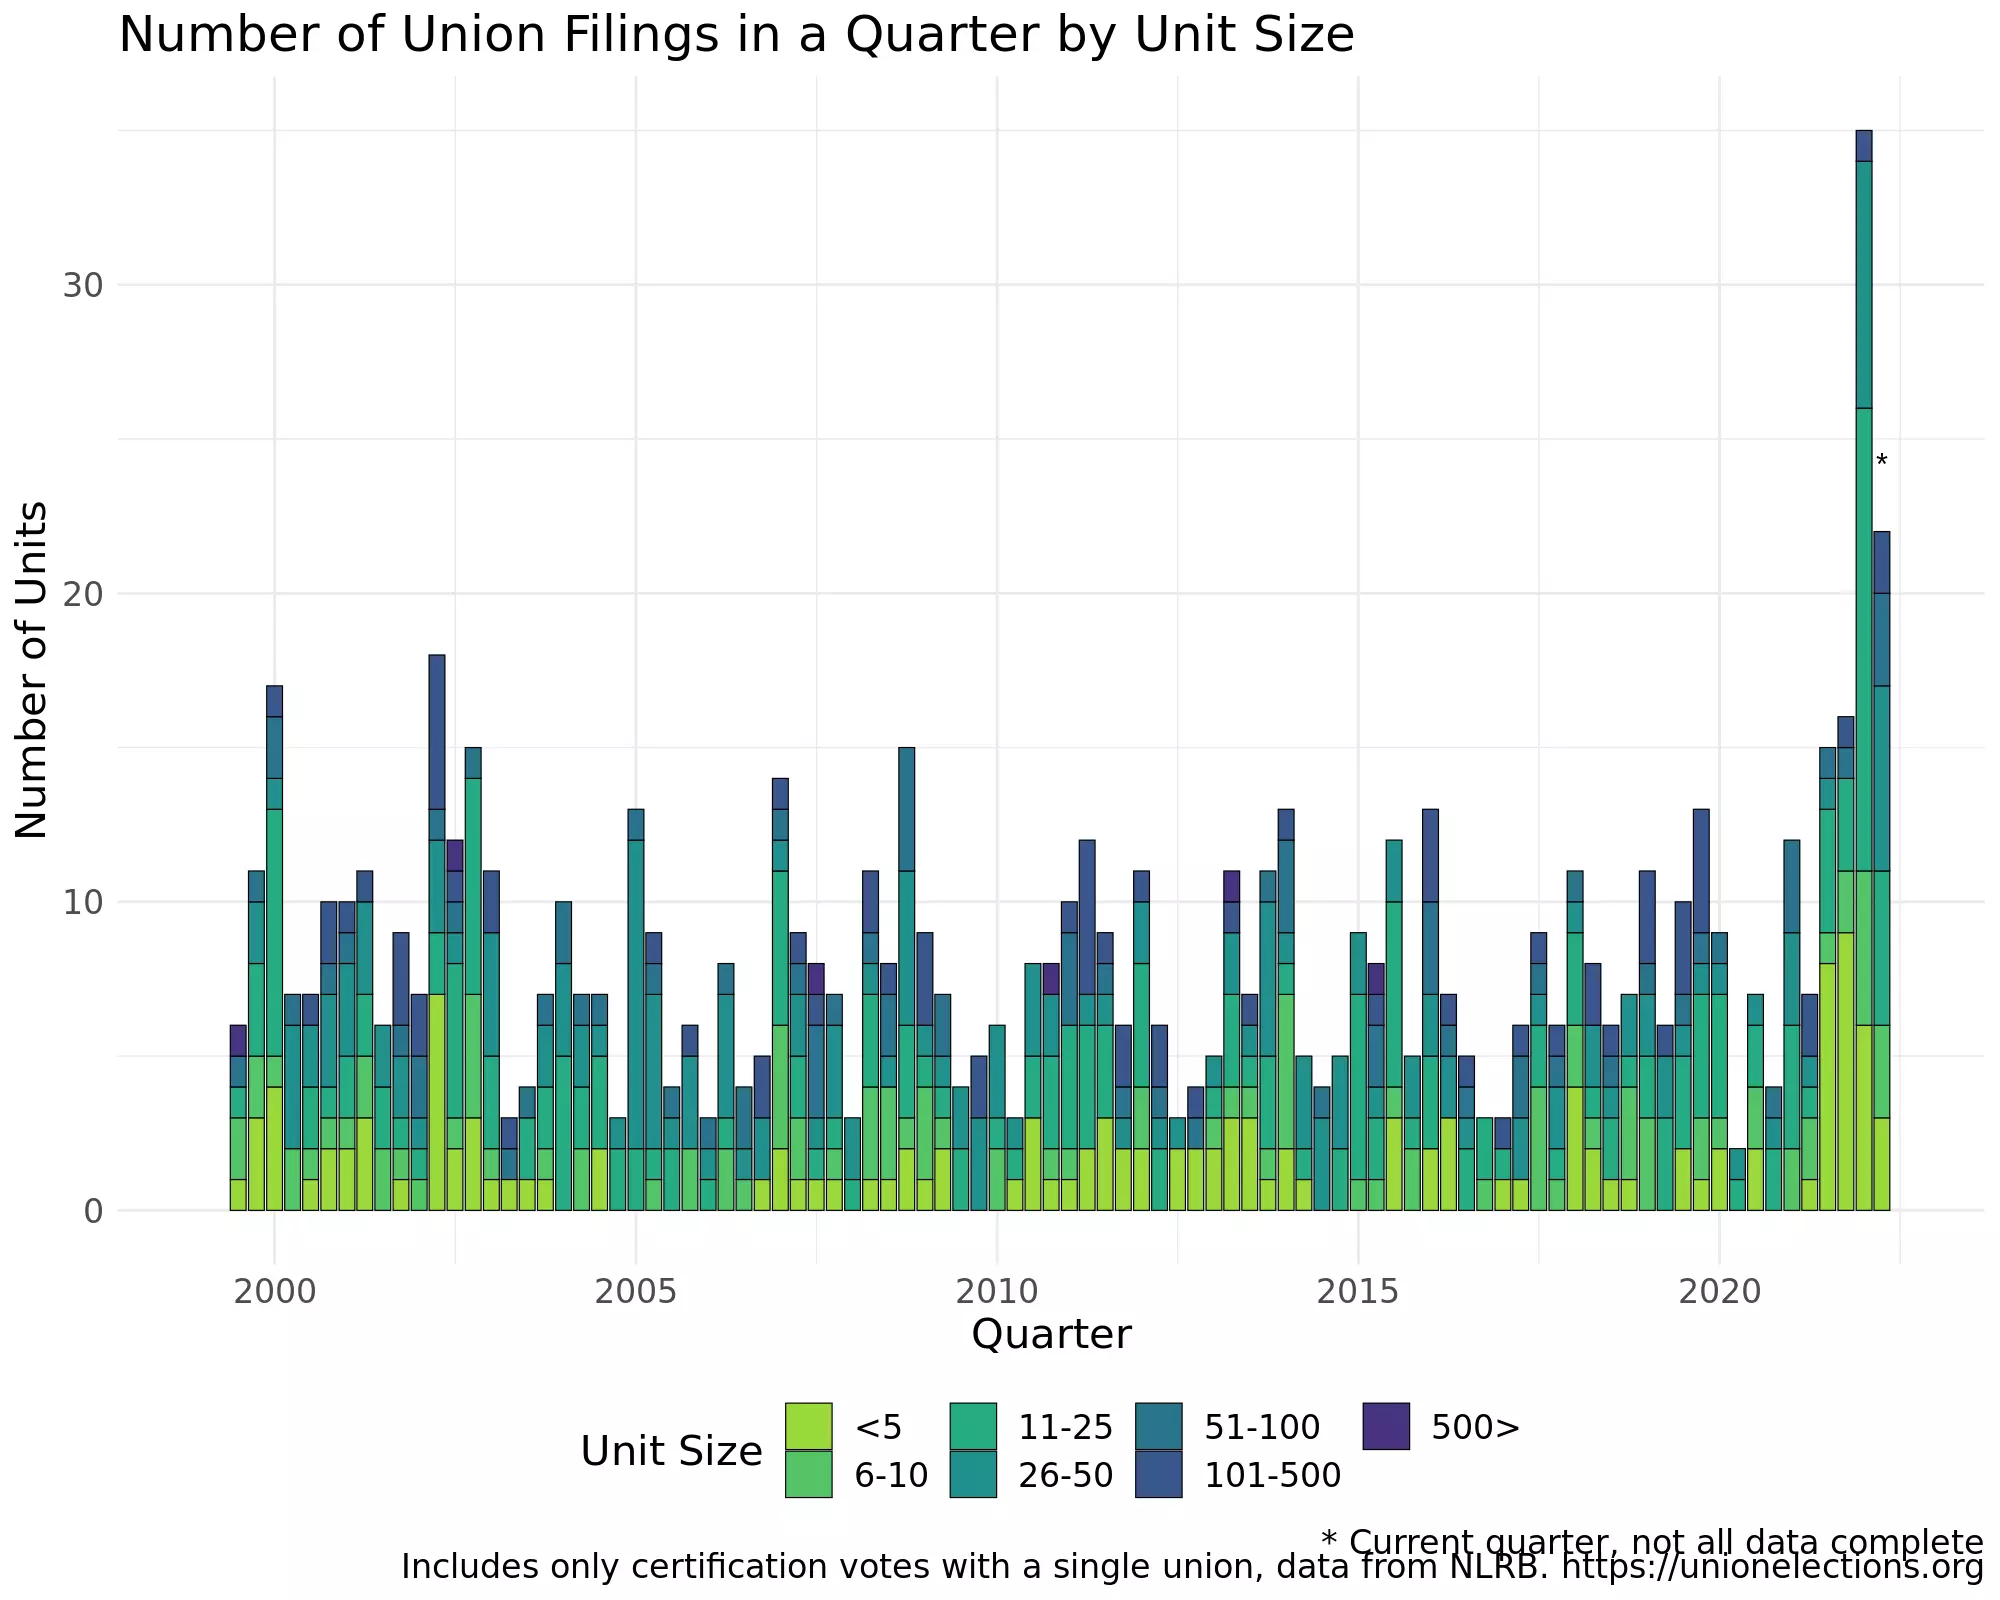 Number of Union Filings in a Quarter by Unit Size
Number of Units
30
20
10
0
*
2000 2005 2010 2015 2020
Quarter
Unit Size
<5 11-25 51-100 500>
6-10 26-50 101-500
* Current quarter, not all data complete
Includes only certification votes with a single union, data from NLRB. https://unionelections.org